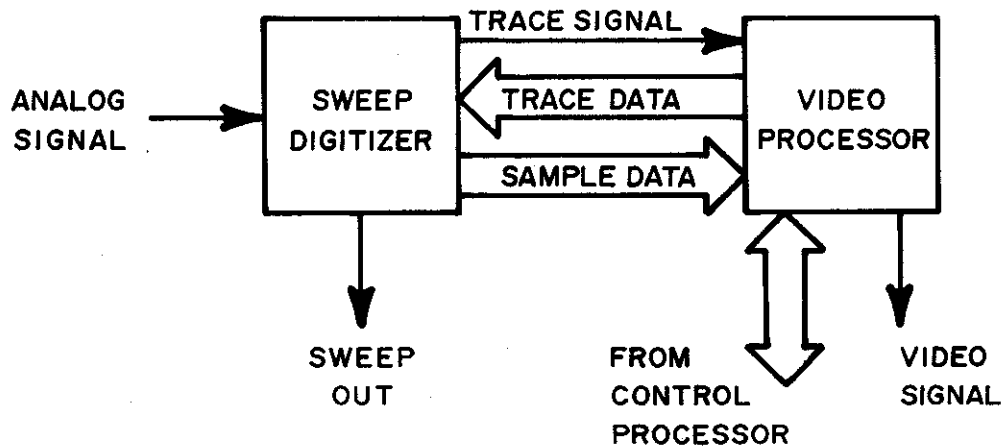 TRACE SIGNAL
ANALOG
SIGNAL
SWEEP
DIGITIZER
TRACE DATA
VIDEO
PROCESSOR
SAMPLE DATA
SWEEP
OUT
FROM
CONTROL
PROCESSOR
VIDEO
SIGNAL